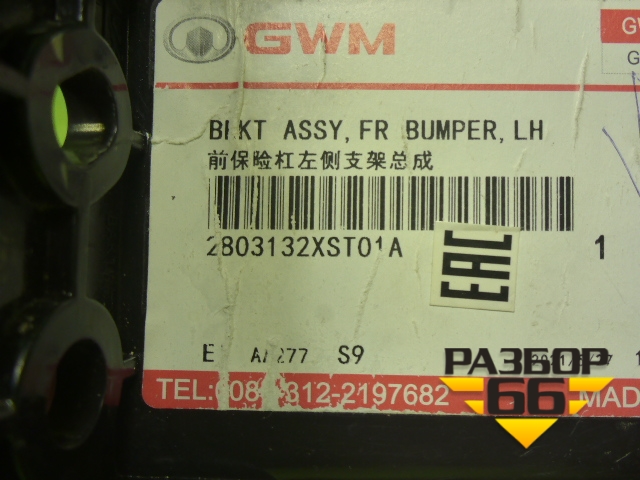 GWM
BRKT ASSY, FR BUMPER, LH
前保险杠左侧支架总成
2803132XST01A
1
EAC
E S9
РАЗБОР
66
TEL: 312-2197682
MAD